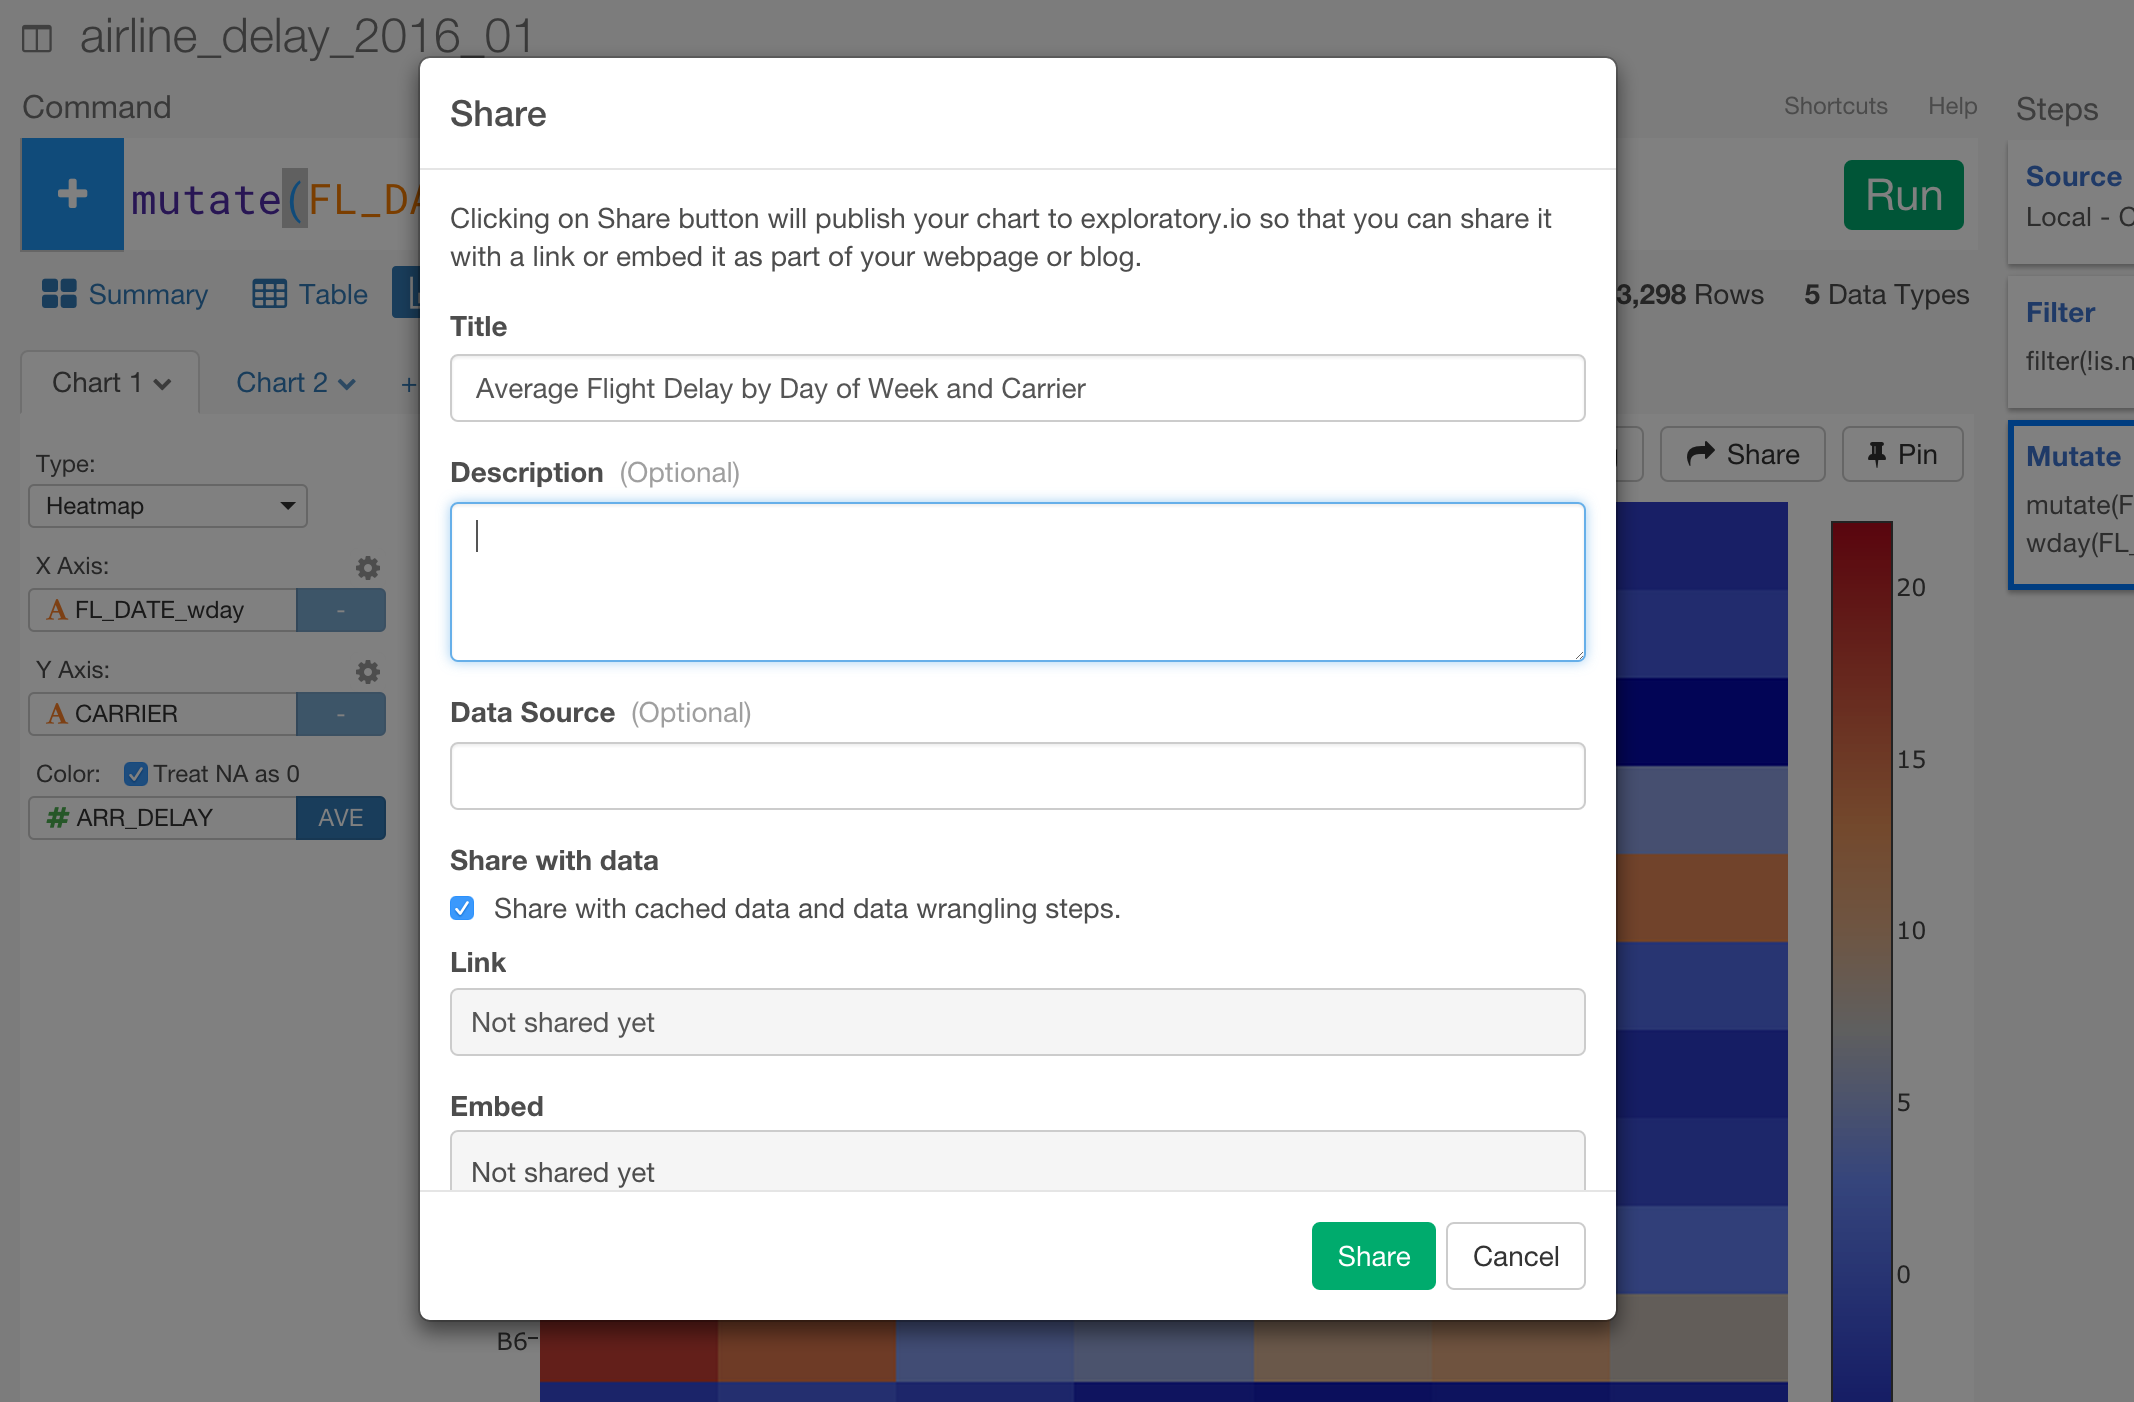 airline_delay_2016_01
Command
Shortcuts
Help
Steps
+
mutate(FL_DA
Run
Summary
Table
3,298 Rows
5 Data Types
Chart 1
Chart 2
+
Type:
Heatmap
X Axis:
A FL_DATE_wday
-
Y Axis:
A CARRIER
-
Color:
Treat NA as 0
# ARR_DELAY
AVE
Share
Clicking on Share button will publish your chart to exploratory.io so that you can share it
with a link or embed it as part of your webpage or blog.
Title
Average Flight Delay by Day of Week and Carrier
Description (Optional)
Data Source (Optional)
Share with data
Share with cached data and data wrangling steps.
Link
Not shared yet
Embed
Not shared yet
Share
Cancel
Share
Pin
20
15
10
5
0
B6
Source
Local - C
Filter
filter(!is.n
Mutate
mutate(F
wday(FL_